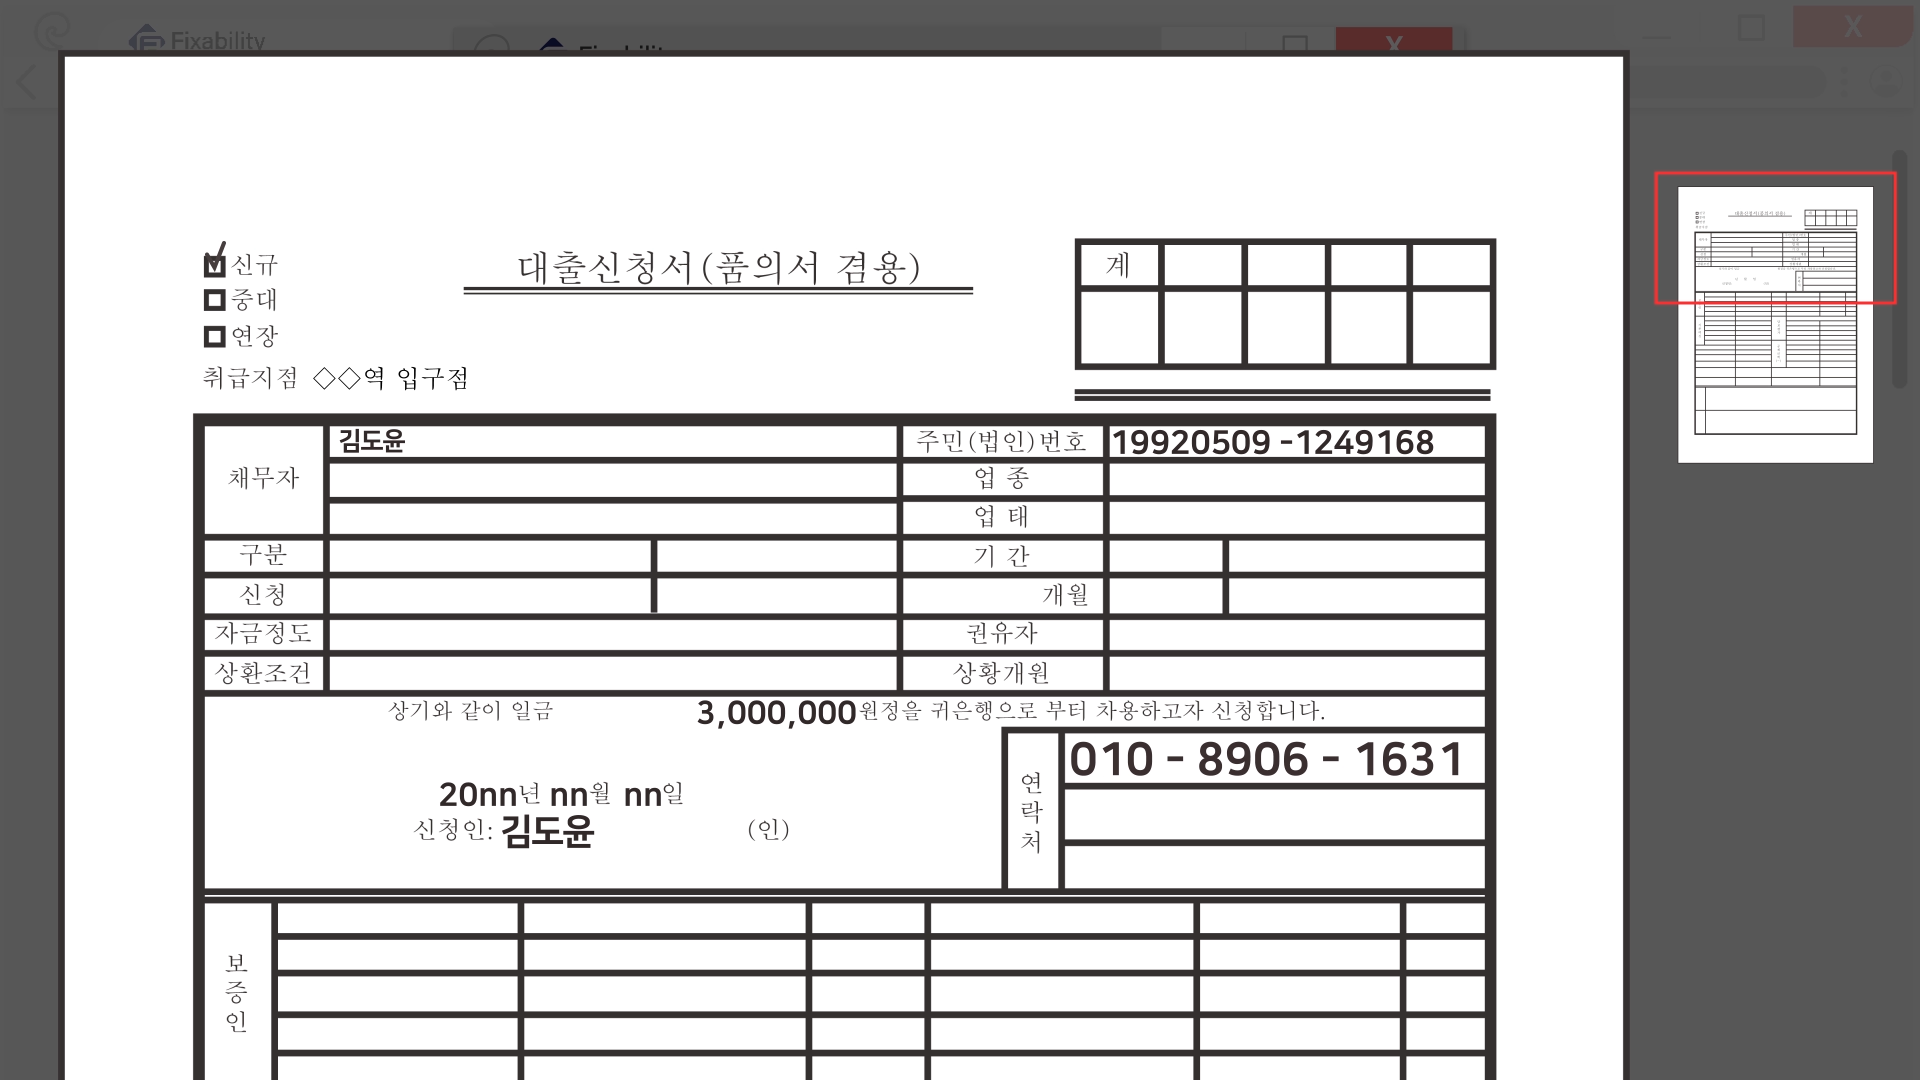 Fixability
X
X
신규
중대
연장
취급지점 ◇◇역 입구점
대출신청서(품의서 겸용)
계
채무자
김도윤
주민(법인)번호
19920509 -1249168
업 종
업 태
구분
기 간
신청
개월
자금정도
권유자
상환조건
상황개원
상기와 같이 일금 3,000,000원정을 귀은행으로 부터 차용하고자 신청합니다.
20nn년 nn월 nn일
신청인: 김도윤 (인)
연락처
010 - 8906 - 1631
보증인